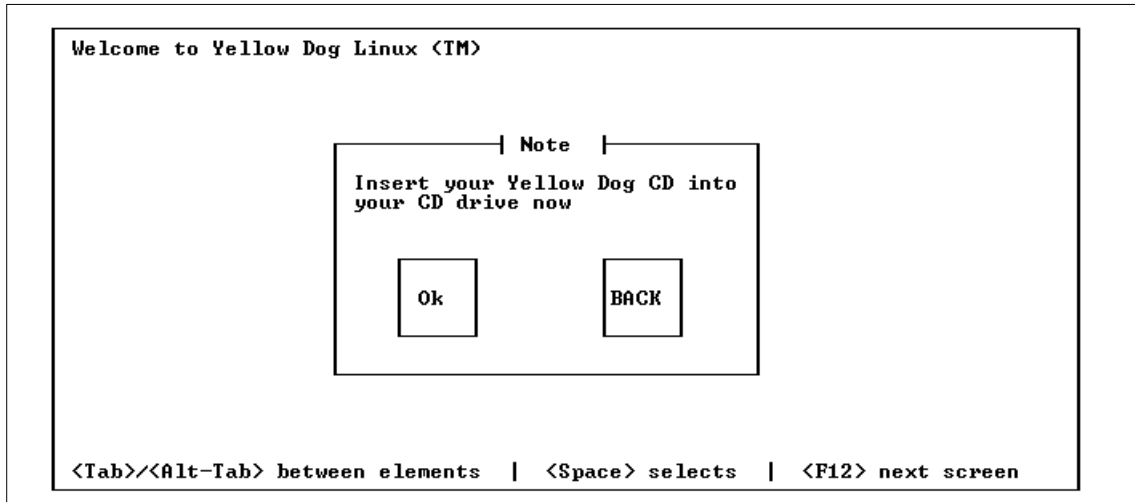 Welcome to Yellow Dog Linux <TM>
Note
Insert your Yellow Dog CD into
your CD drive now
Ok BACK
<Tab>/<Alt-Tab> between elements | <Space> selects | <F12> next screen